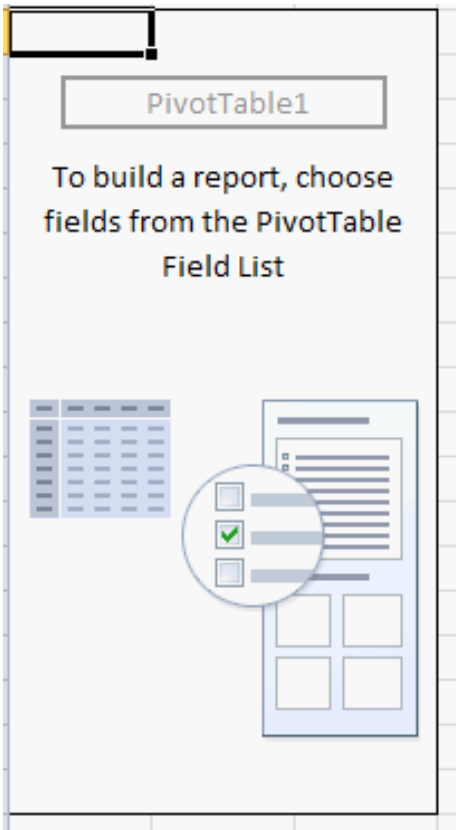 PivotTable1
To build a report, choose
fields from the PivotTable
Field List